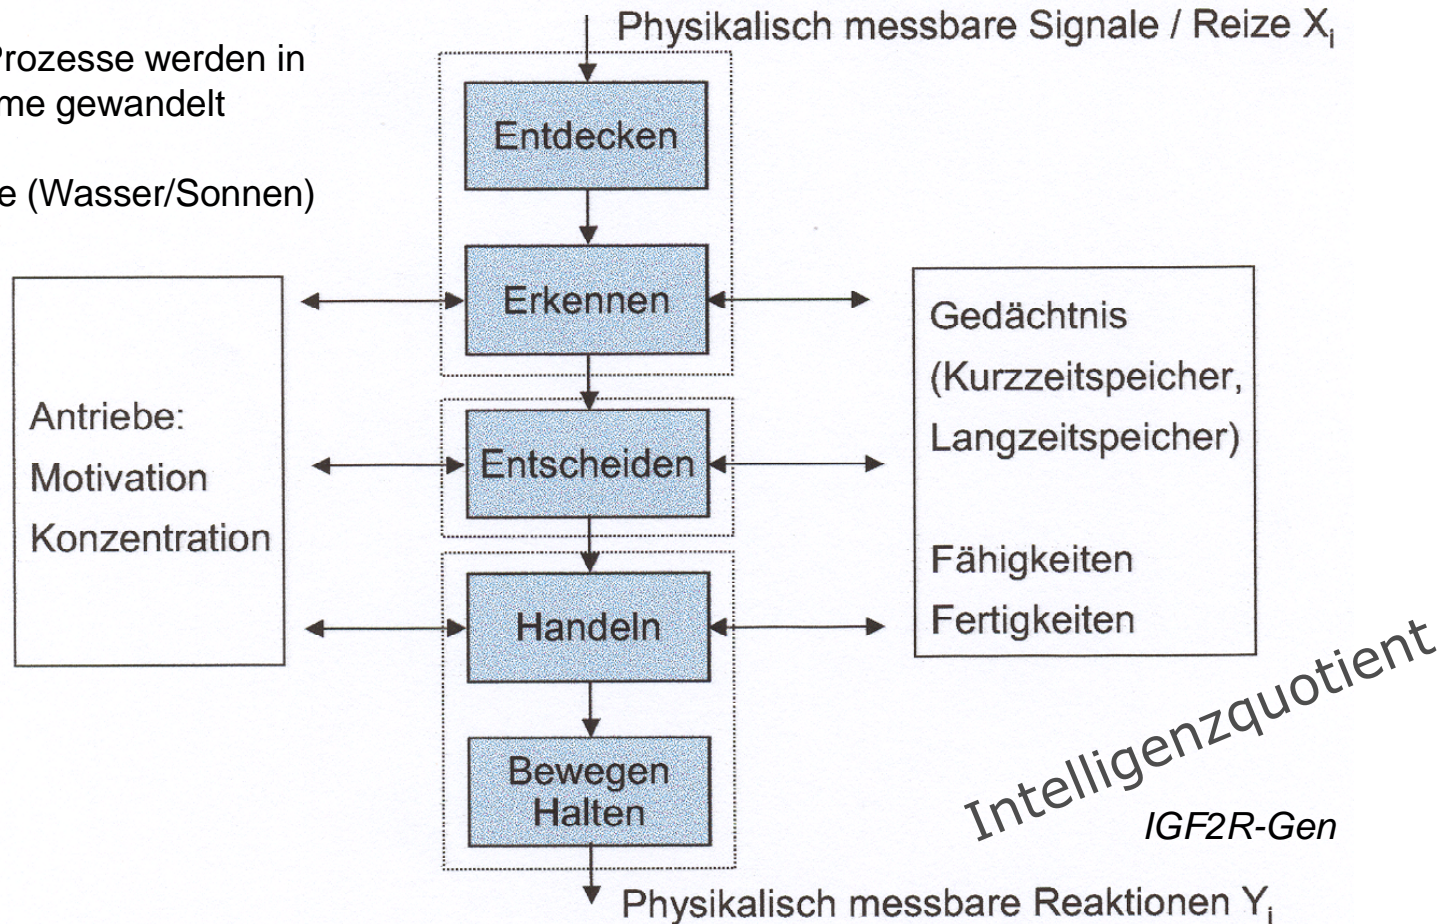 Physikalisch messbare Signale / Reize Xi
Prozesse werden in
me gewandelt
e (Wasser/Sonnen)
Entdecken
Erkennen
Entscheiden
Handeln
Bewegen
Halten
Antriebe:
Motivation
Konzentration
Gedächtnis
(Kurzzeitspeicher,
Langzeitspeicher)
Fähigkeiten
Fertigkeiten
Intelligenzquotient
IGF2R-Gen
Physikalisch messbare Reaktionen Yi